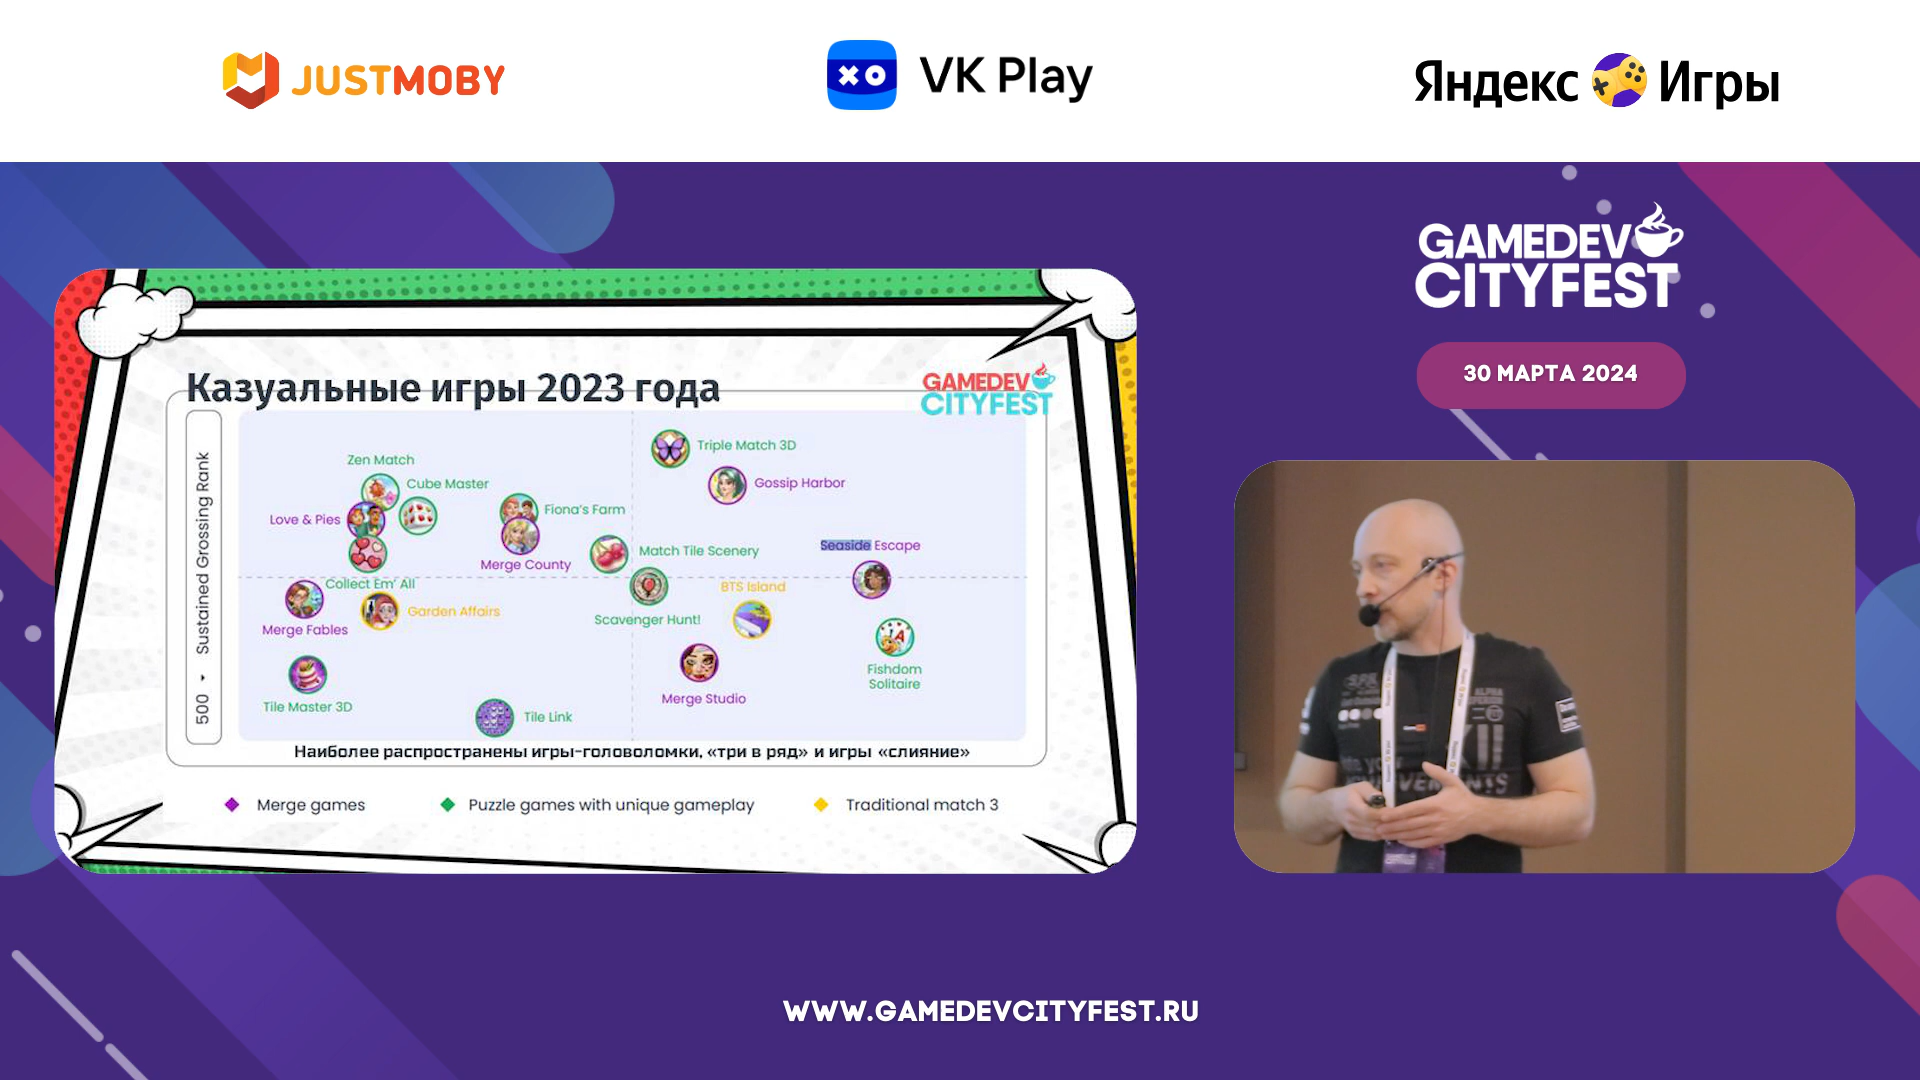 JUSTMOBY
VK Play
Яндекс Игры
GAMEDEV
CITYFEST
30 МАРТА 2024
Казуальные игры 2023 года
GAMEDEV
CITYFEST
500 Sustained Grossing Rank
Triple Match 3D
Zen Match
Cube Master
Gossip Harbor
Love & Pies
Fiona's Farm
Match Tile Scenery
Seaside Escape
Merge County
Collect Em' All
BTS Island
Garden Affairs
Scavenger Hunt!
Merge Fables
Fishdom
Solitaire
Merge Studio
Tile Master 3D
Tile Link
Наиболее распространены игры-головоломки, «три в ряд» и игры «слияние»
Merge games
Puzzle games with unique gameplay
Traditional match 3
WWW.GAMEDEVCITYFEST.RU